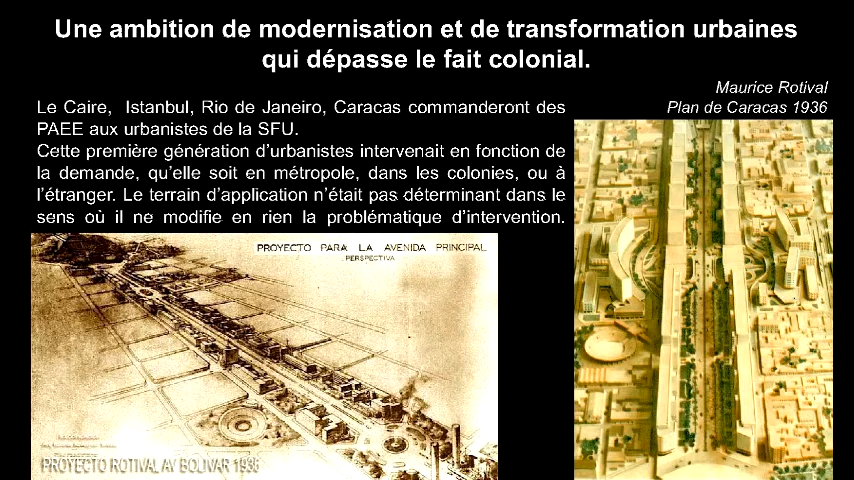 Une ambition de modernisation et de transformation urbaines
qui dépasse le fait colonial.
Maurice Rotival
Plan de Caracas 1936
Le Caire, Istanbul, Rio de Janeiro, Caracas commanderont des
PAEE aux urbanistes de la SFU.
Cette première génération d’urbanistes intervenait en fonction de
la demande, qu’elle soit en métropole, dans les colonies, ou à
l’étranger. Le terrain d’application n’était pas déterminant dans le
sens où il ne modifie en rien la problématique d’intervention.
PROYECTO PARA LA AVENIDA PRINCIPAL
PERSPECTIVA
PROYECTO ROTIVAL AV BOLIVAR 1936